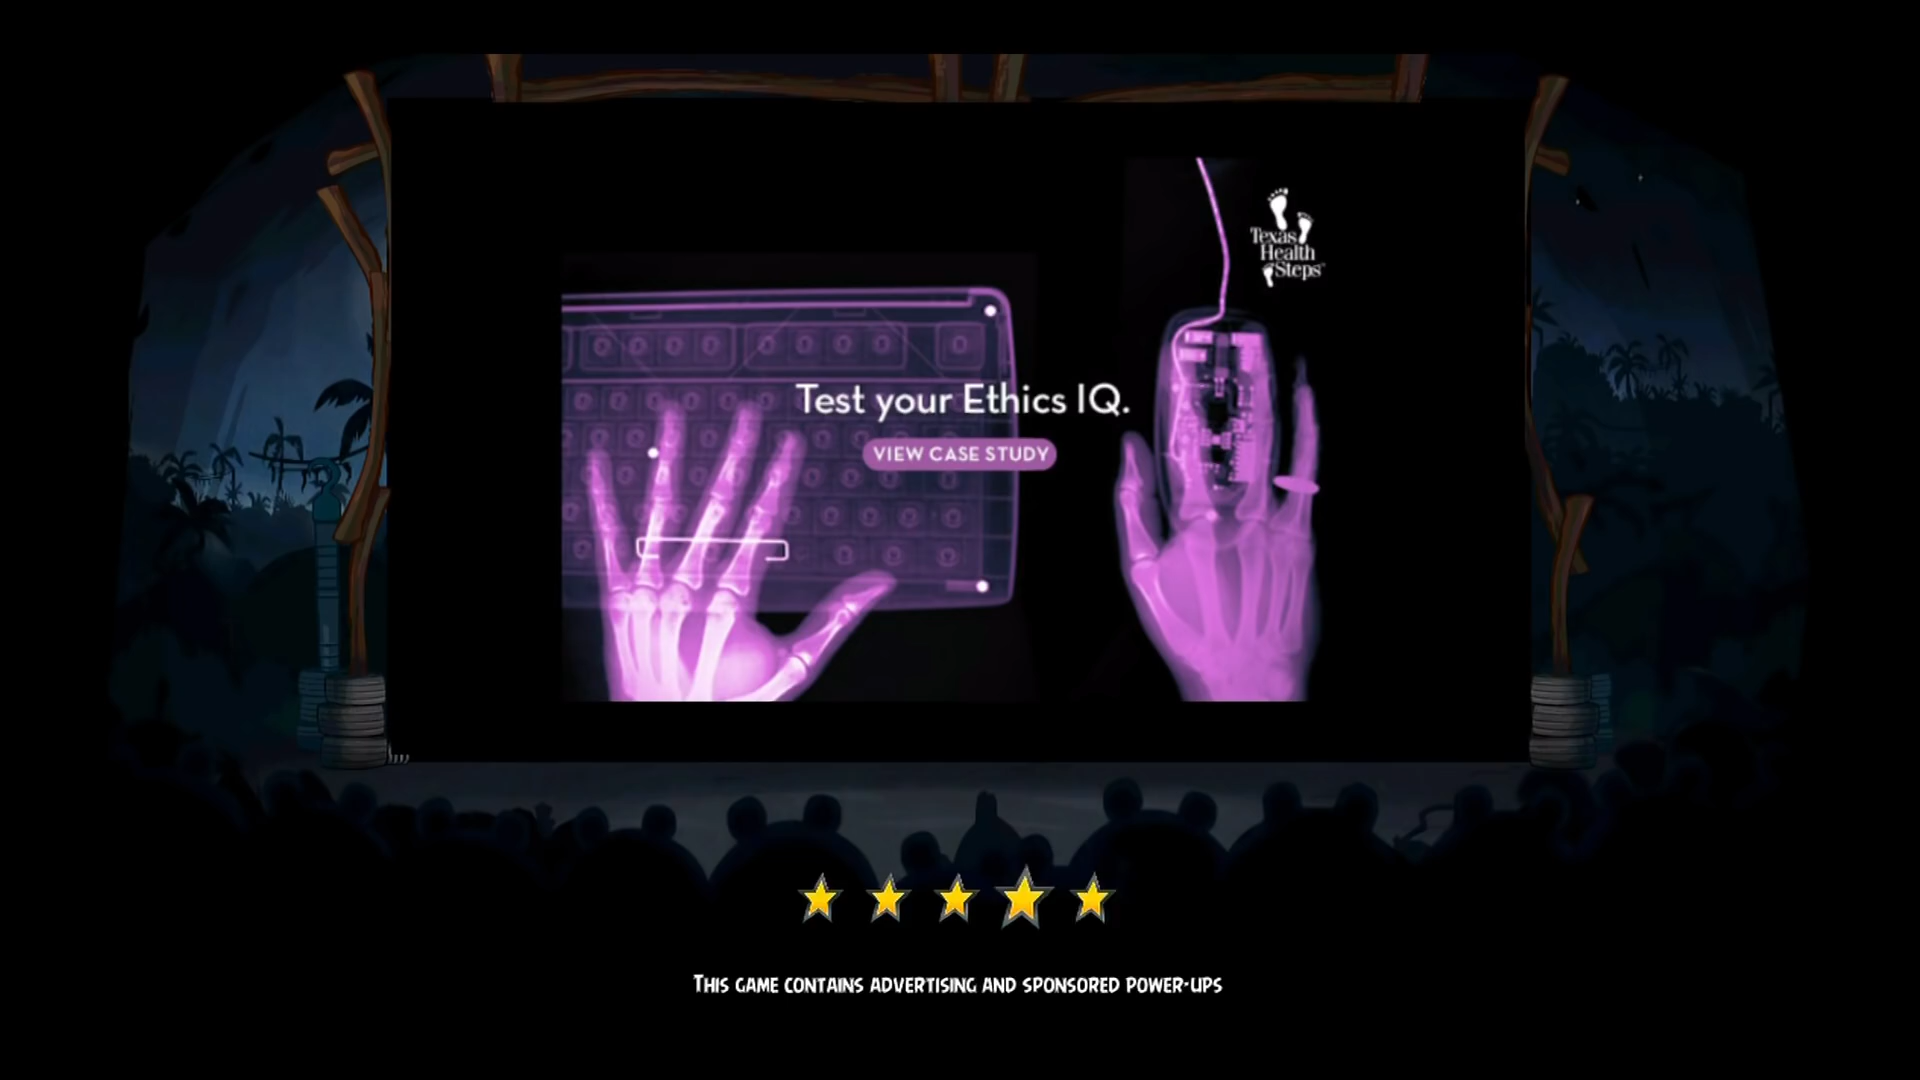 Texas
Health
Steps
Test your Ethics IQ.
VIEW CASE STUDY
THIS GAME CONTAINS ADVERTISING AND SPONSORED POWER-UPS